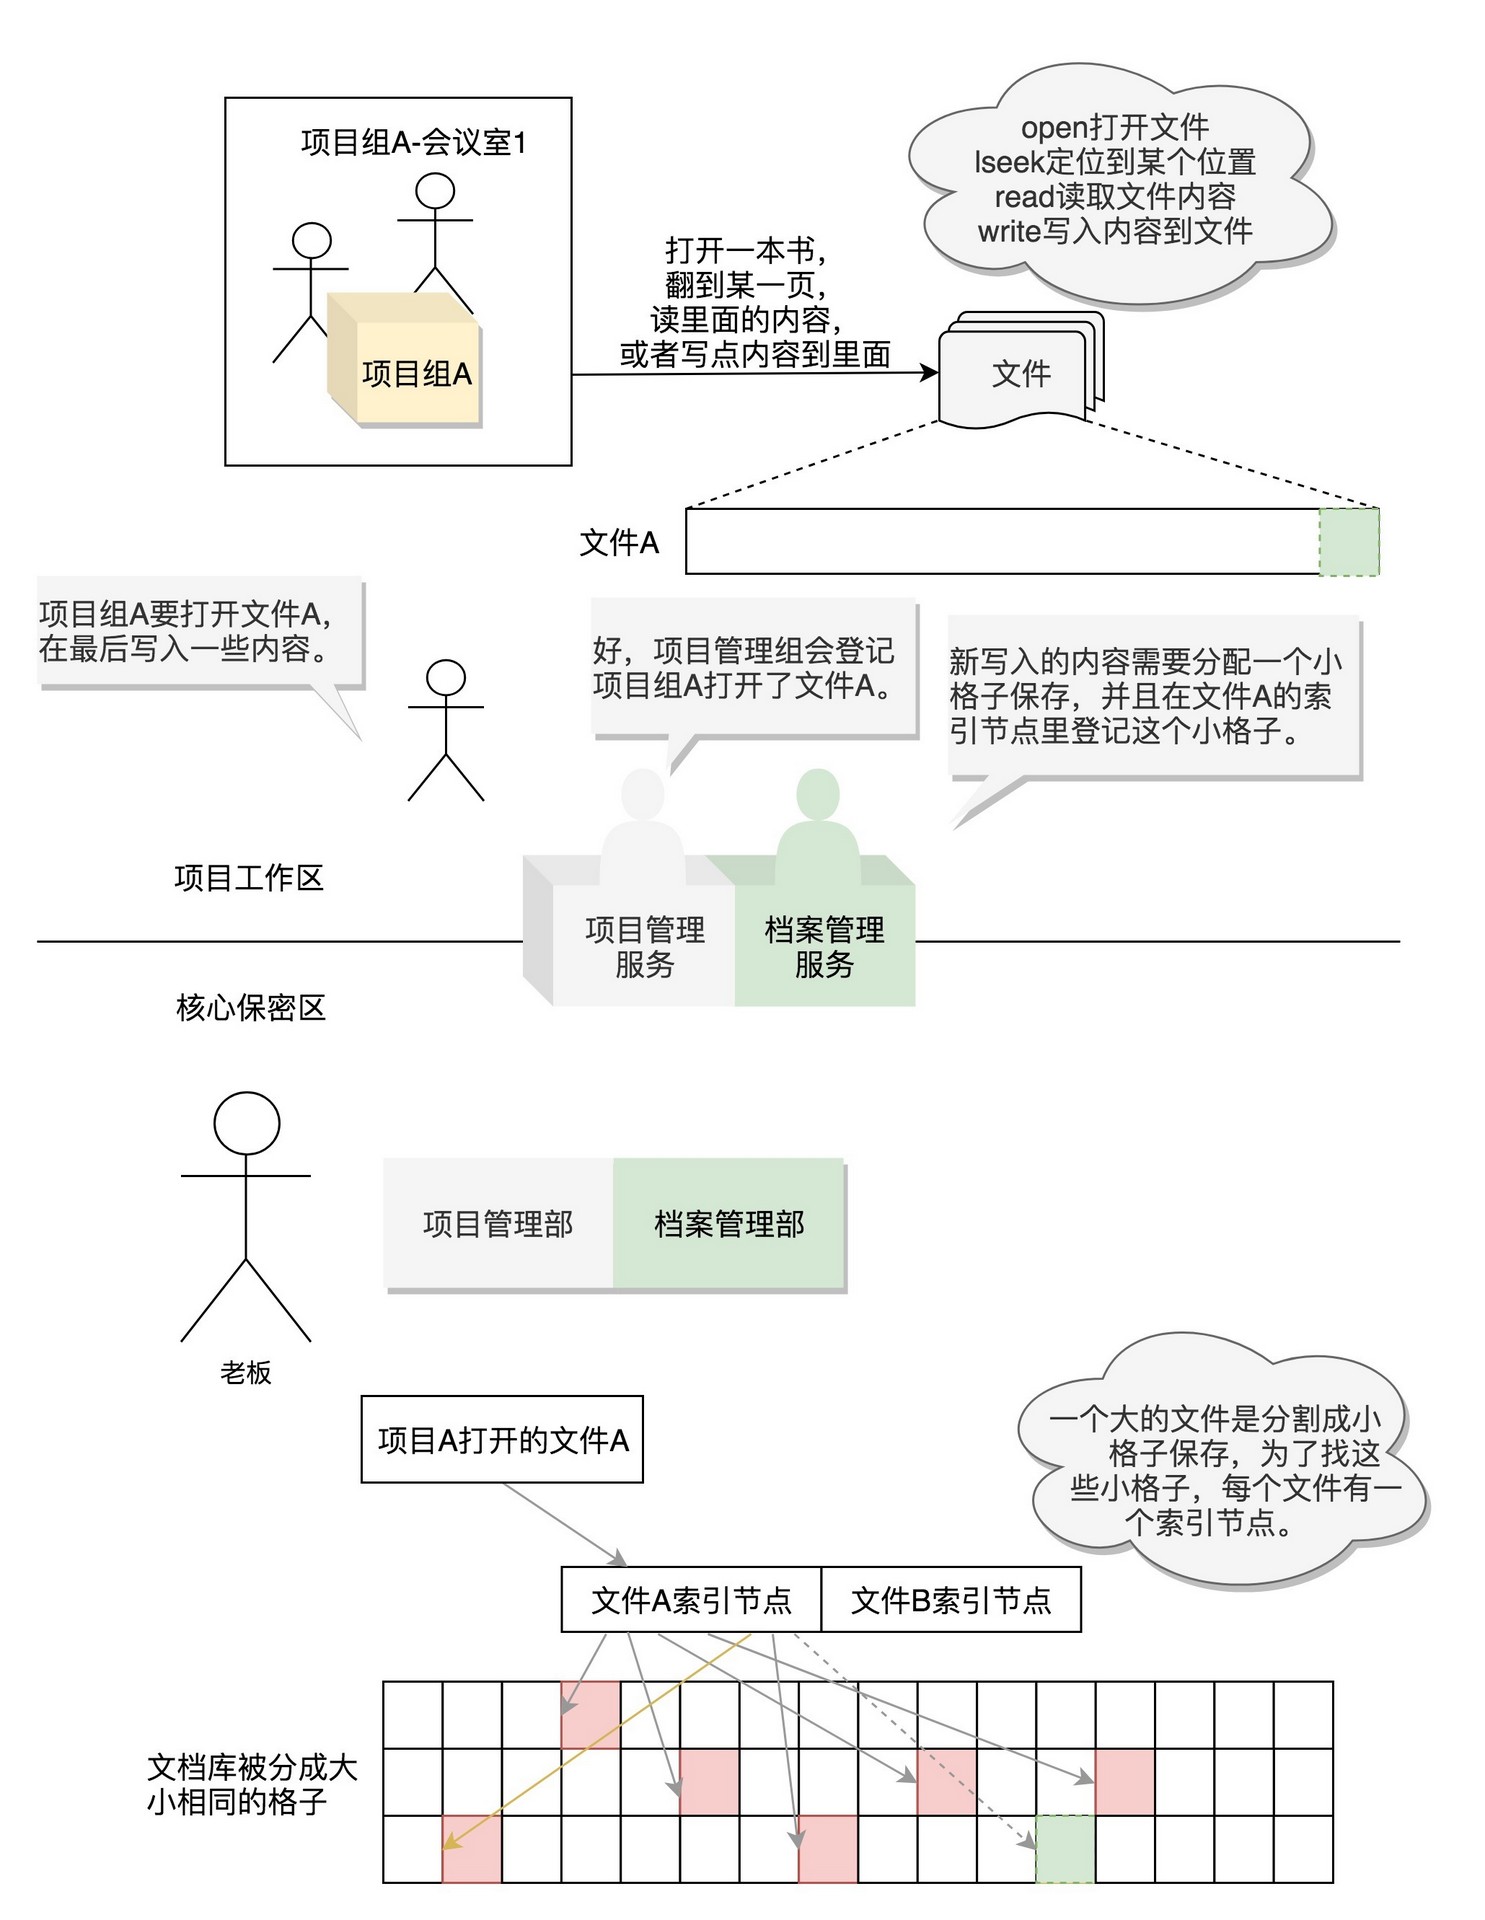 项目组A-会议室1
项目组A
打开一本书，
翻到某一页，
读里面的内容，
或者写点内容到里面
open打开文件
lseek定位到某个位置
read读取文件内容
write写入内容到文件
文件
文件A
项目组A要打开文件A，
在最后写入一些内容。
好，项目管理组会登记
项目组A打开了文件A。
新写入的内容需要分配一个小
格子保存，并且在文件A的索
引节点里登记这个小格子。
项目工作区
项目管理
服务
档案管理
服务
核心保密区
项目管理部
档案管理部
老板
项目A打开的文件A
一个大的文件是分割成小
格子保存，为了找这
些小格子，每个文件有一
个索引节点。
文件A索引节点
文件B索引节点
文档库被分成大
小相同的格子